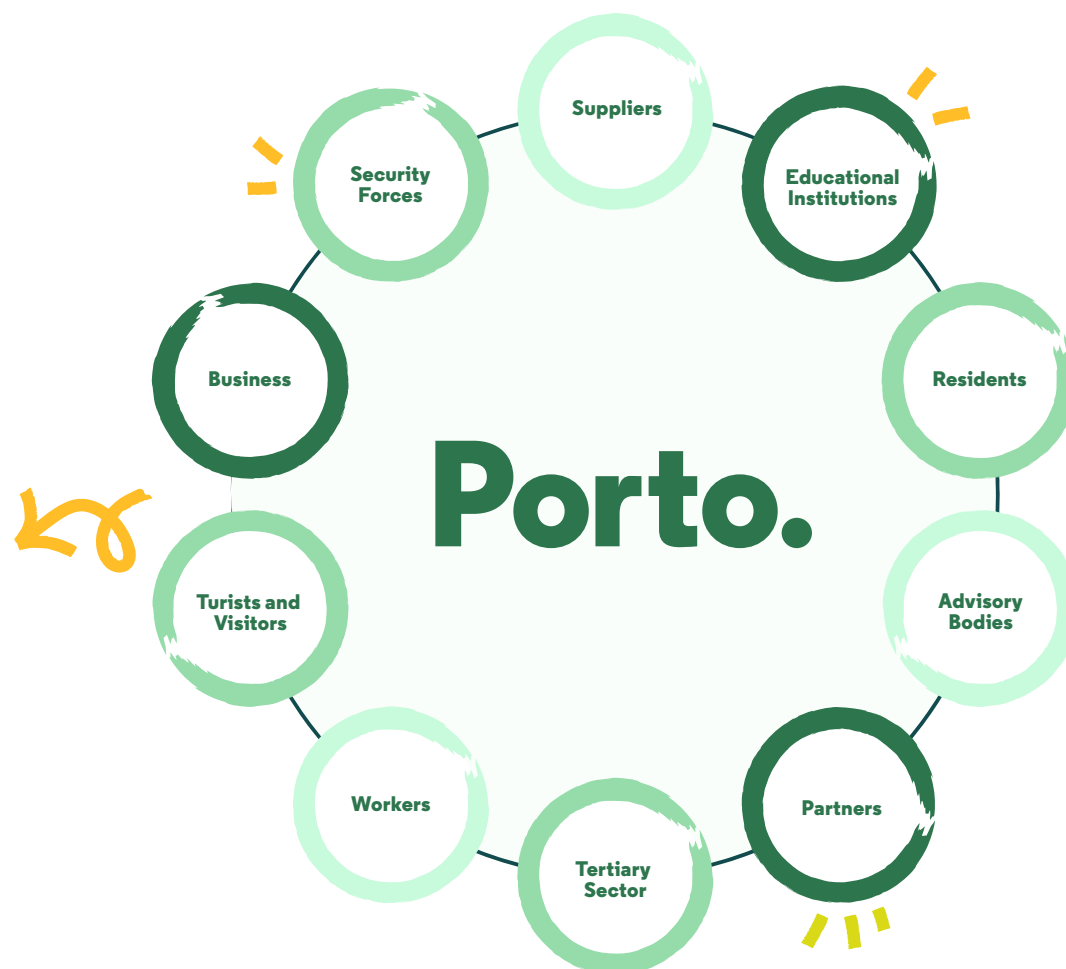 Suppliers
Educational
Institutions
Residents
Advisory
Bodies
Partners
Tertiary
Sector
Workers
Turists and
Visitors
Business
Security
Forces
Porto.